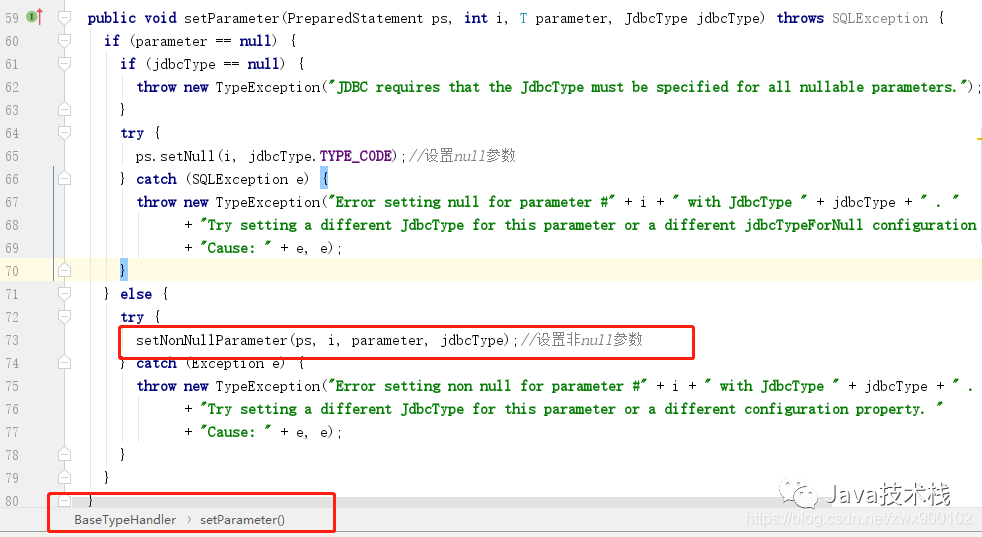 59 public void setParameter(PreparedStatement ps, int i, T parameter, JdbcType jdbcType) throws SQLException {
60 if (parameter == null) {
61 if (jdbcType == null) {
62 throw new TypeException("JDBC requires that the JdbcType must be specified for all nullable parameters.");
63 }
64 try {
65 ps.setNull(i, jdbcType.TYPE_CODE);//设置null参数
66 } catch (SQLException e) {
67 throw new TypeException("Error setting null for parameter #" + i + " with JdbcType " + jdbcType + " . "
68 + "Try setting a different JdbcType for this parameter or a different jdbcTypeForNull configuration
69 + "Cause: " + e, e);
70 }
71 } else {
72 try {
73 setNonNullParameter(ps, i, parameter, jdbcType);//设置非null参数
74 } catch (Exception e) {
75 throw new TypeException("Error setting non null for parameter #" + i + " with JdbcType " + jdbcType + " .
76 + "Try setting a different JdbcType for this parameter or a different configuration property. "
77 + "Cause: " + e, e);
78 }
79 }
80 }
BaseTypeHandler › setParameter()
Java技术栈
https://blog.csdn.net/zwx900102